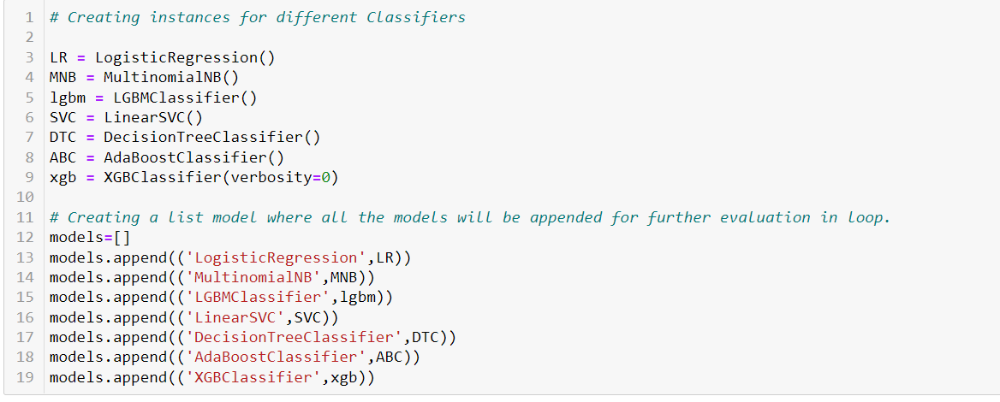 1 # Creating instances for different Classifiers
2
3 LR = LogisticRegression()
4 MNB = MultinomialNB()
5 lgbm = LGBMClassifier()
6 SVC = LinearSVC()
7 DTC = DecisionTreeClassifier()
8 ABC = AdaBoostClassifier()
9 xgb = XGBClassifier(verbosity=0)
10
11 # Creating a list model where all the models will be appended for further evaluation in loop.
12 models=[]
13 models.append(('LogisticRegression',LR))
14 models.append(('MultinomialNB',MNB))
15 models.append(('LGBMClassifier',lgbm))
16 models.append(('LinearSVC',SVC))
17 models.append(('DecisionTreeClassifier',DTC))
18 models.append(('AdaBoostClassifier',ABC))
19 models.append(('XGBClassifier',xgb))